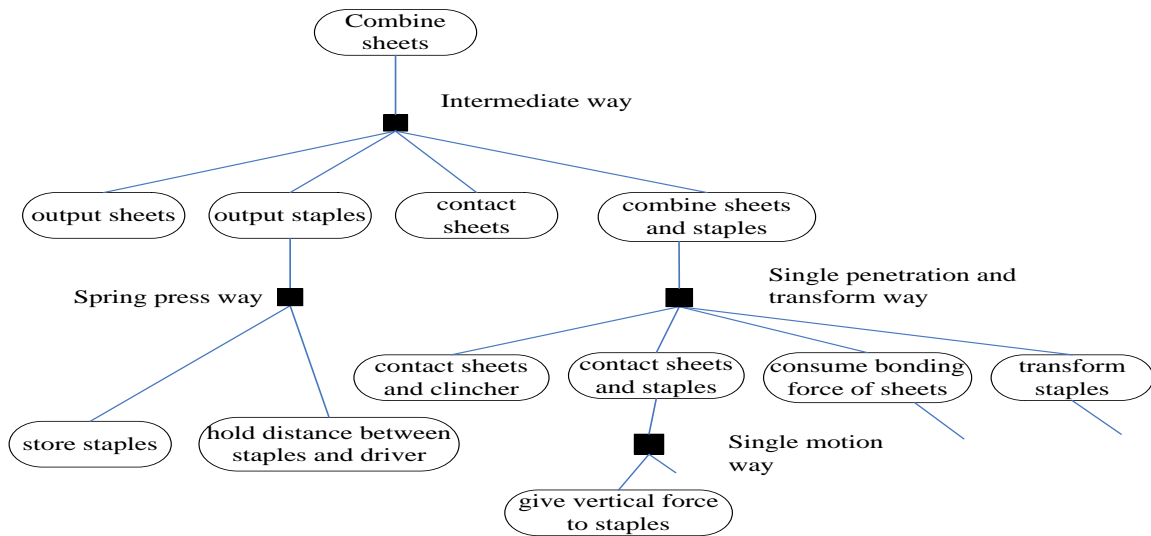 Combine
sheets
Intermediate way
output sheets
output staples
contact
sheets
combine sheets
and staples
Spring press way
Single penetration and
transform way
contact sheets
and clincher
contact sheets
and staples
consume bonding
force of sheets
transform
staples
store staples
hold distance between
staples and driver
Single motion
way
give vertical force
to staples